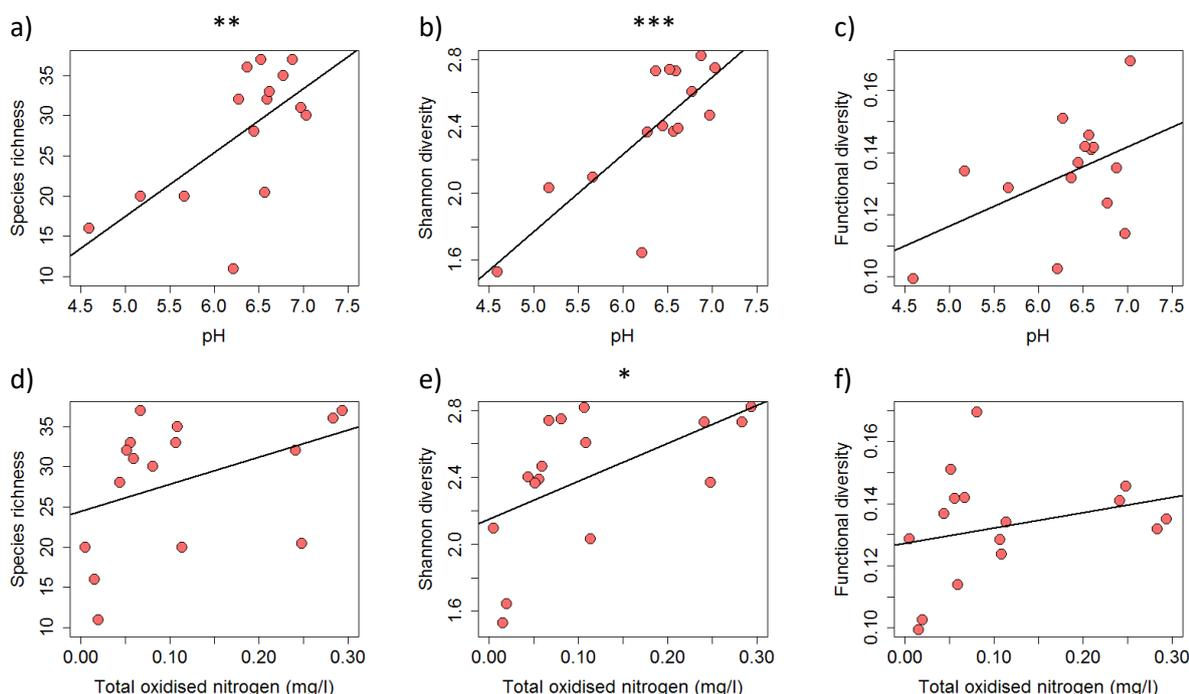 a) ** b) *** c)
Species richness
10 15 20 25 30 35
4.5 5.0 5.5 6.0 6.5 7.0 7.5
pH
Shannon diversity
1.6 2.0 2.4 2.8
4.5 5.0 5.5 6.0 6.5 7.0 7.5
pH
Functional diversity
0.10 0.12 0.14 0.16
4.5 5.0 5.5 6.0 6.5 7.0 7.5
pH
d) e) * f)
Species richness
10 15 20 25 30 35
0.00 0.10 0.20 0.30
Total oxidised nitrogen (mg/l)
Shannon diversity
1.6 2.0 2.4 2.8
0.00 0.10 0.20 0.30
Total oxidised nitrogen (mg/l)
Functional diversity
0.10 0.12 0.14 0.16
0.00 0.10 0.20 0.30
Total oxidised nitrogen (mg/l)